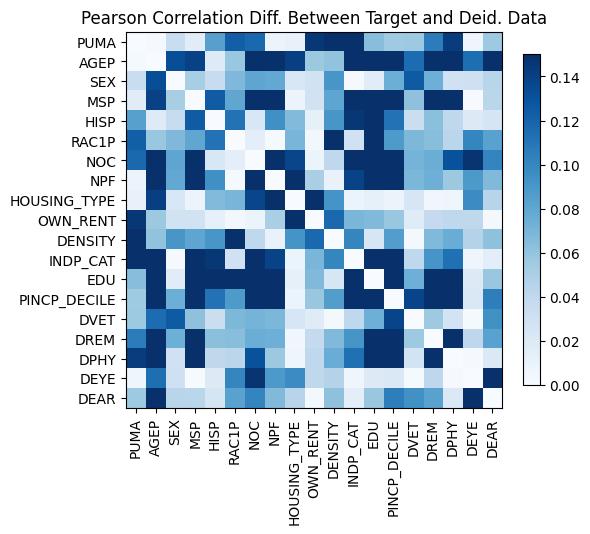 Pearson Correlation Diff. Between Target and Deid. Data
PUMA
AGEP
SEX
MSP
HISP
RAC1P
NOC
NPF
HOUSING_TYPE
OWN_RENT
DENSITY
INDP_CAT
EDU
PINCP_DECILE
DVET
DREM
DPHY
DEYE
DEAR
0.14
0.12
0.10
0.08
0.06
0.04
0.02
0.00
PUMA
AGEP
SEX
MSP
HISP
RAC1P
NOC
NPF
HOUSING_TYPE
OWN_RENT
DENSITY
INDP_CAT
EDU
PINCP_DECILE
DVET
DREM
DPHY
DEYE
DEAR